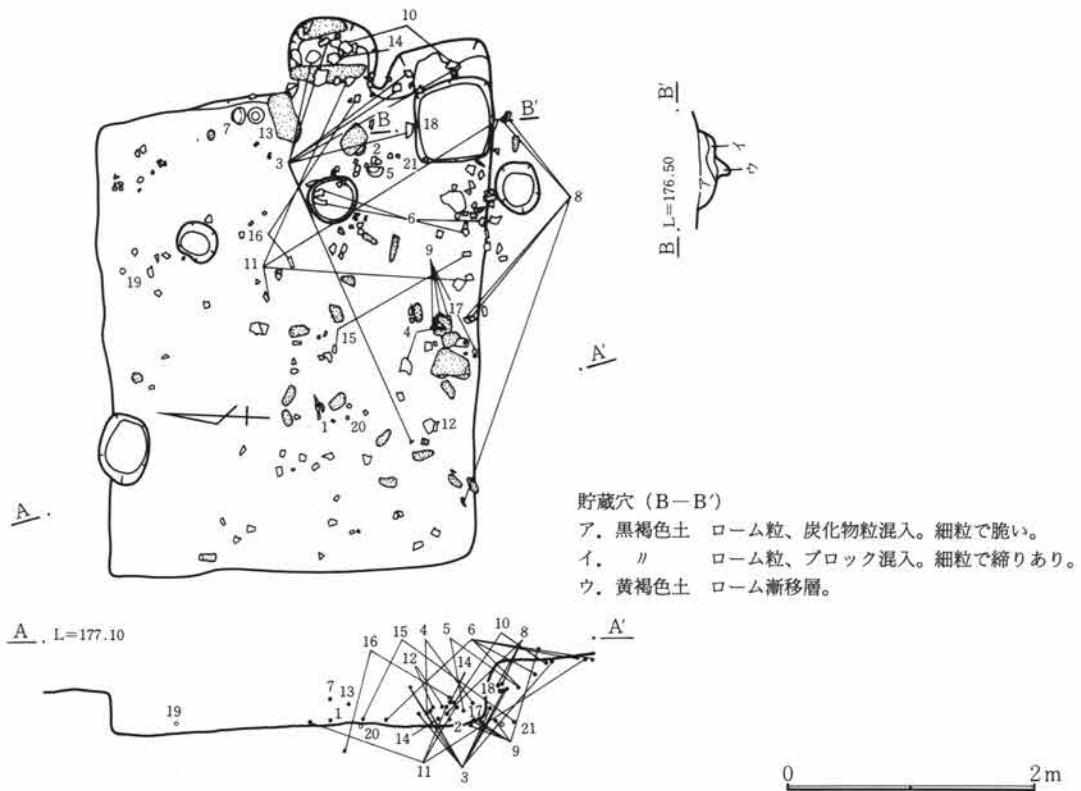 10
14
B'
7
13
B
18
2
3
21
5
8
6
16
9
11
19
17
4
15
A'
1
20
12
A
B'
イ
ウ
ア
B L=176.50
貯蔵穴（B－B'）
ア．黒褐色土　ローム粒、炭化物粒混入。細粒で脆い。
イ．　〃　　　ローム粒、ブロック混入。細粒で締りあり。
ウ．黄褐色土　ローム漸移層。
A . L=177.10
A'
16
15
4
5
6
10
8
12
14
7
13
18
19
1
17
20
14
2
21
9
11
3
0
2m